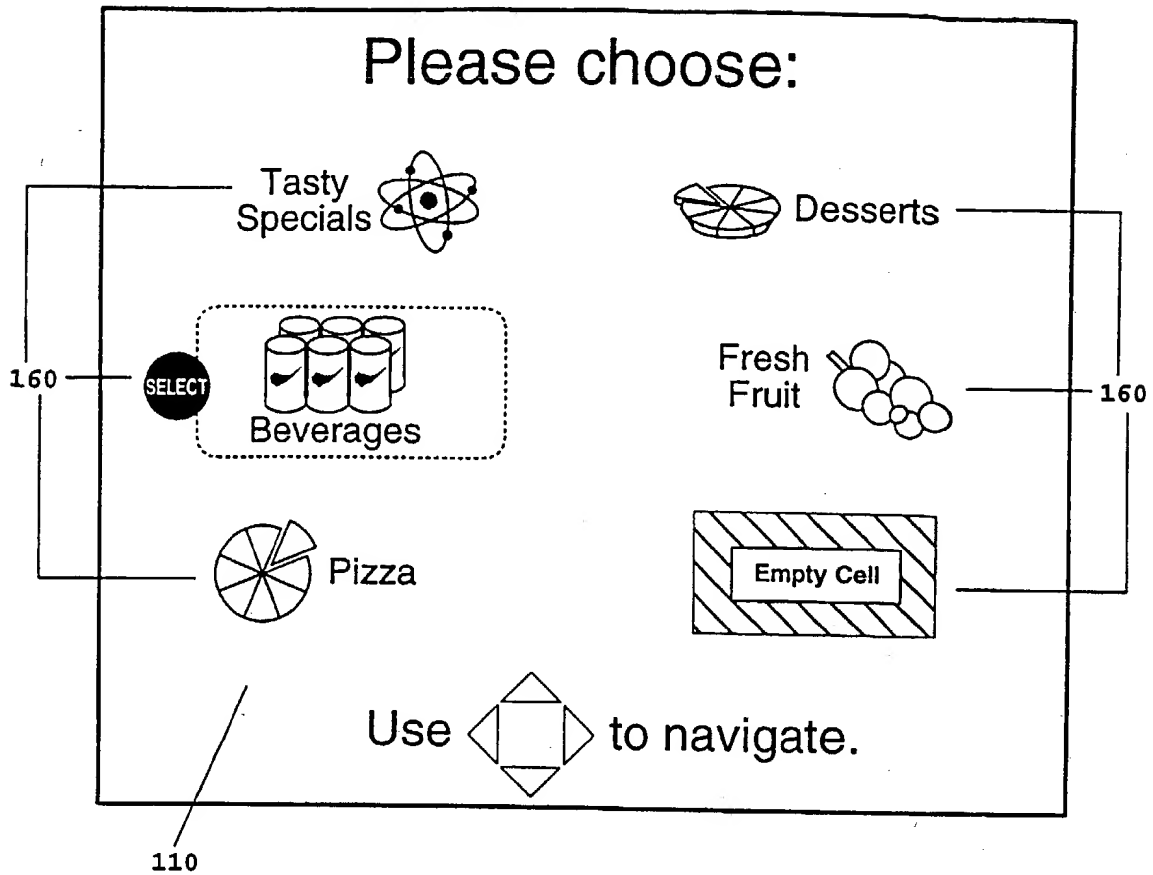 Please choose:
Tasty
Specials
Desserts
160
SELECT
Beverages
Fresh
Fruit
160
Pizza
Empty Cell
Use to navigate.
110